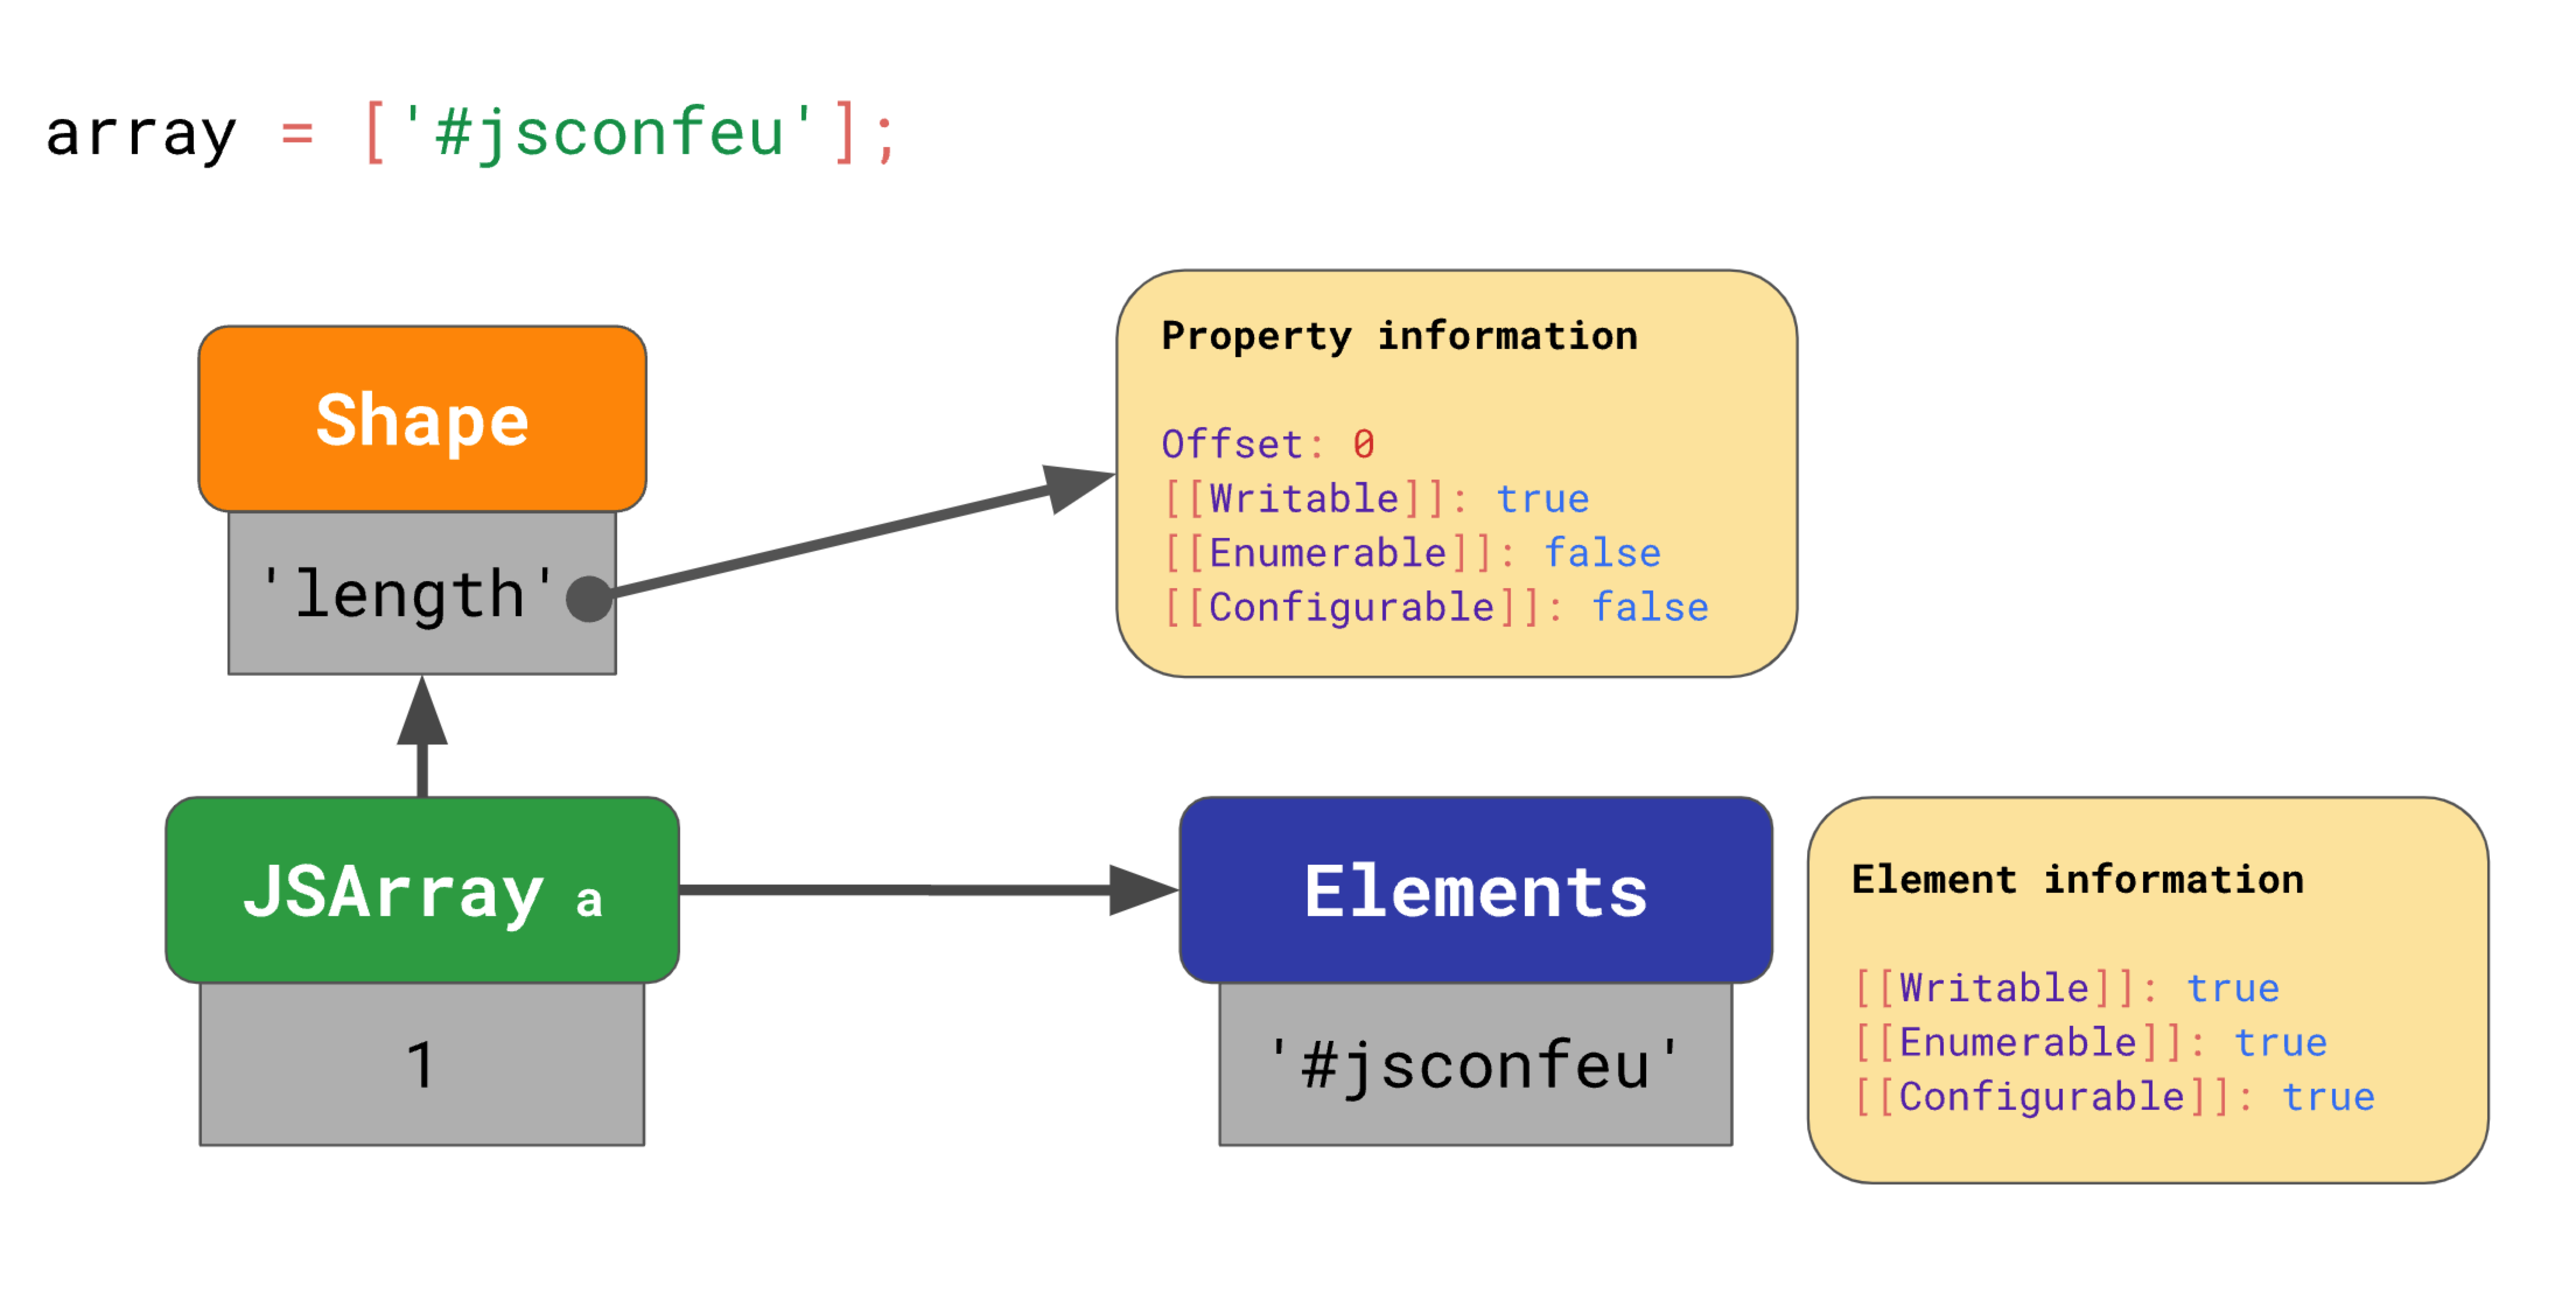 array = ['#jsconfeu'];
Shape
'length'
Property information
Offset: 0
[[Writable]]: true
[[Enumerable]]: false
[[Configurable]]: false
JSArray a
1
Elements
'#jsconfeu'
Element information
[[Writable]]: true
[[Enumerable]]: true
[[Configurable]]: true